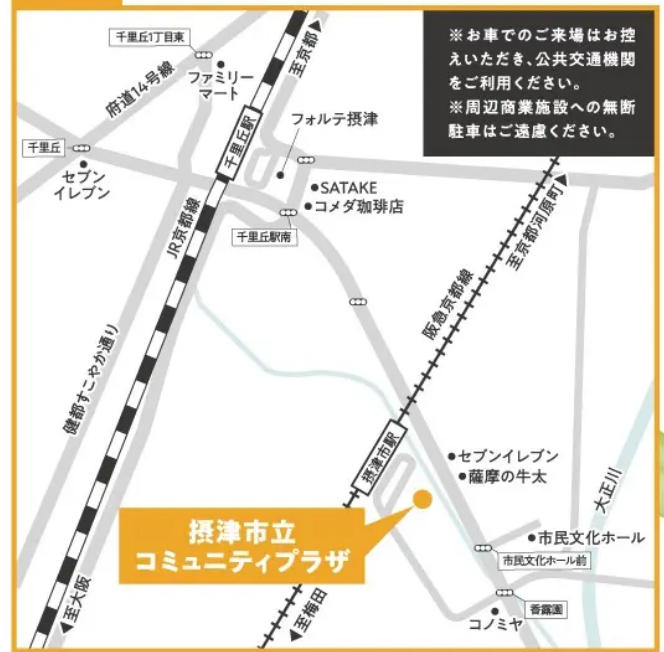 ※お車でのご来場はお控
えいただき、公共交通機関
をご利用ください。
※周辺商業施設への無断
駐車はご遠慮ください。
千里丘1丁目東
至京都
府道14号線
ファミリー
マート
千里丘駅
フォルテ摂津
千里丘
セブン
イレブン
SATAKE
コメダ珈琲店
JR京都線
千里丘駅南
至京都河原町
阪急京都線
健都すこやか通り
摂津市駅
セブンイレブン
薩摩の牛太
大正川
摂津市立
コミュニティプラザ
市民文化ホール
市民文化ホール前
香露園
コノミヤ
至大阪
至梅田